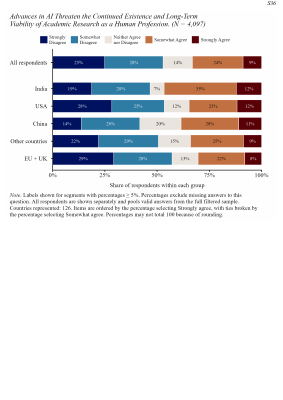 S36
Advances in AI Threaten the Continued Existence and Long-Term
Viability of Academic Research as a Human Profession. (N = 4,097)
Strongly Disagree
Somewhat Disagree
Neither Agree nor Disagree
Somewhat Agree
Strongly Agree
All respondents 25% 28% 14% 24% 9%
India 19% 28% 7% 35% 12%
USA 28% 25% 12% 23% 12%
China 14% 28% 20% 28% 11%
Other countries 22% 29% 15% 25% 9%
EU + UK 29% 28% 13% 22% 8%
0% 25% 50% 75% 100%
Share of respondents within each group
Note. Labels shown for segments with percentages ≥ 5%. Percentages exclude missing answers to this
question. All respondents are shown separately and pools valid answers from the full filtered sample.
Countries represented: 126. Items are ordered by the percentage selecting Strongly agree, with ties broken by
the percentage selecting Somewhat agree. Percentages may not total 100 because of rounding.